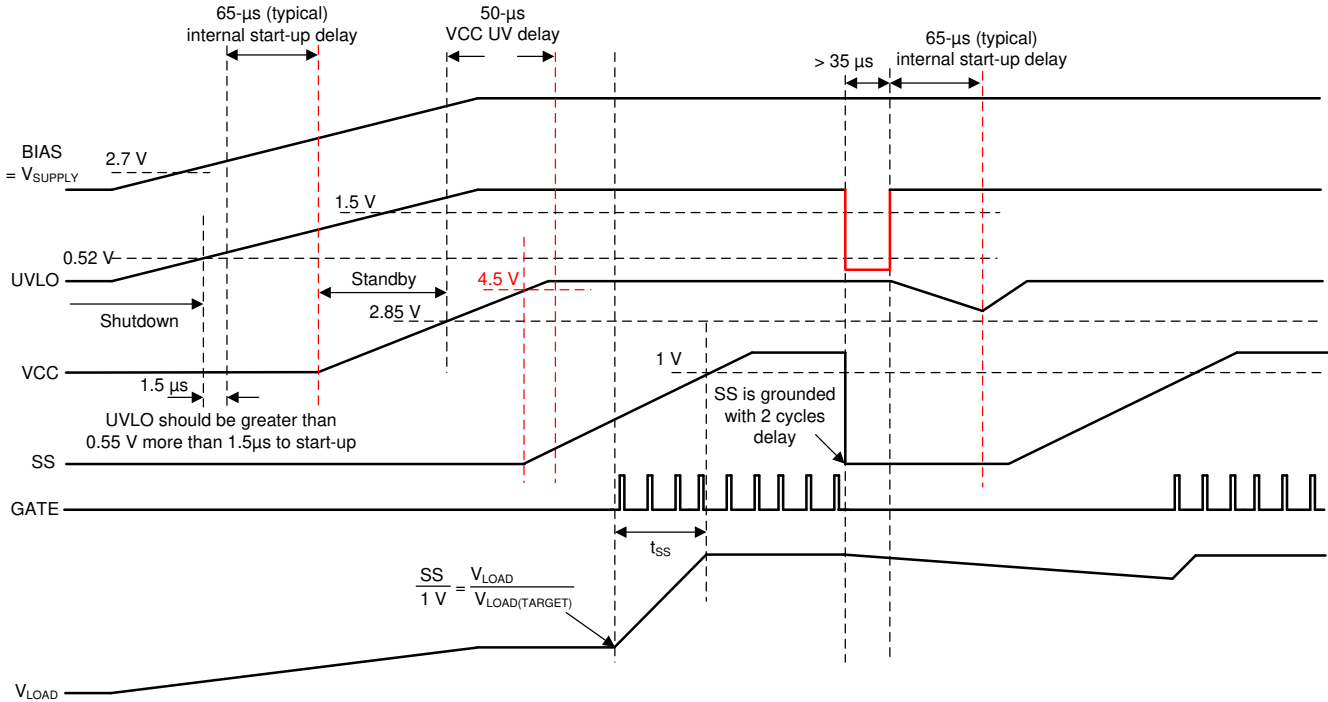 65-µs (typical)
internal start-up delay
50-µs
VCC UV delay
65-µs (typical)
internal start-up delay
> 35 µs
BIAS
= VSUPPLY
2.7 V
1.5 V
0.52 V
UVLO
Standby
4.5 V
Shutdown
2.85 V
VCC
1 V
1.5 µs
UVLO should be greater than
0.55 V more than 1.5µs to start-up
SS is grounded
with 2 cycles
delay
SS
GATE
tSS
SS / 1 V = VLOAD / VLOAD(TARGET)
VLOAD